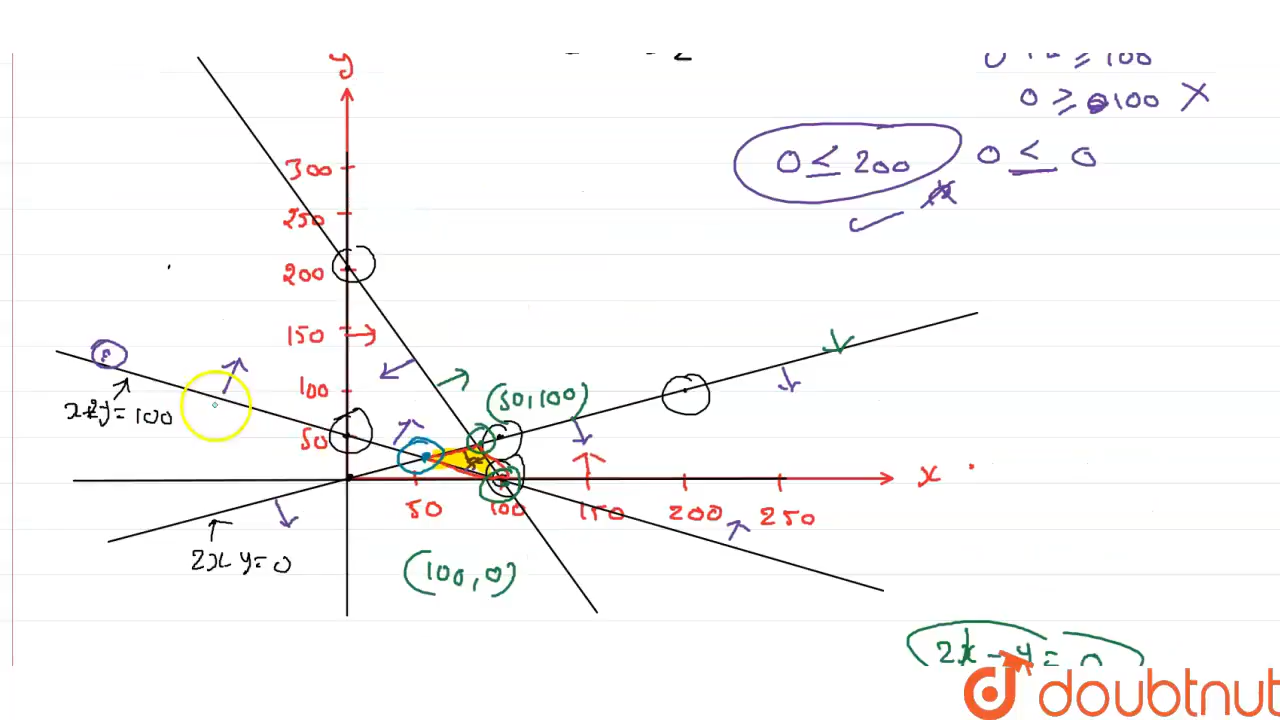 y
0 ≥ 100 X
0 ≤ 200
0 ≤ 0
300
250
200
150
100
50
(50,100)
x+2y=100
x
50 100 150 200 250
2x-y=0
(100,0)
2x-y=0
doubtnut